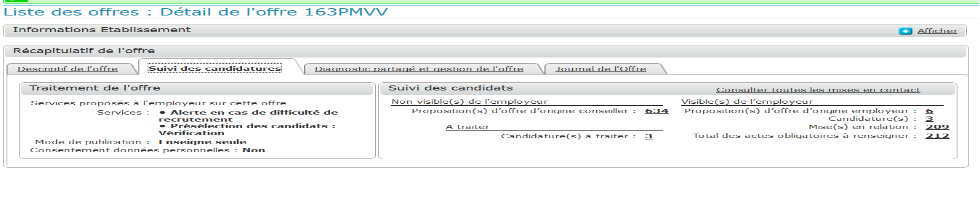 Liste des offres : Détail de l'offre 163PMVV
Informations Etablissement
Afficher
Récapitulatif de l'offre
Descriptif de l'offre
Suivi des candidatures
Diagnostic partagé et gestion de l'offre
Journal de l'Offre
Traitement de l'offre
Services proposés à l'employeur sur cette offre
Services : • Alerte en cas de difficulté de
recrutement
• Présélection des candidats :
Vérification
Mode de publication : Enseigne seule
Consentement données personnelles : Non
Suivi des candidats
Consulter toutes les mises en contact
Non visible(s) de l'employeur
Proposition(s) d'offre d'origine conseiller : 634
A traiter
Candidature(s) à traiter : 3
Visible(s) de l'employeur
Proposition(s) d'offre d'origine employeur : 6
Candidature(s) : 3
Mise(s) en relation : 209
Total des actes obligatoires à renseigner : 212